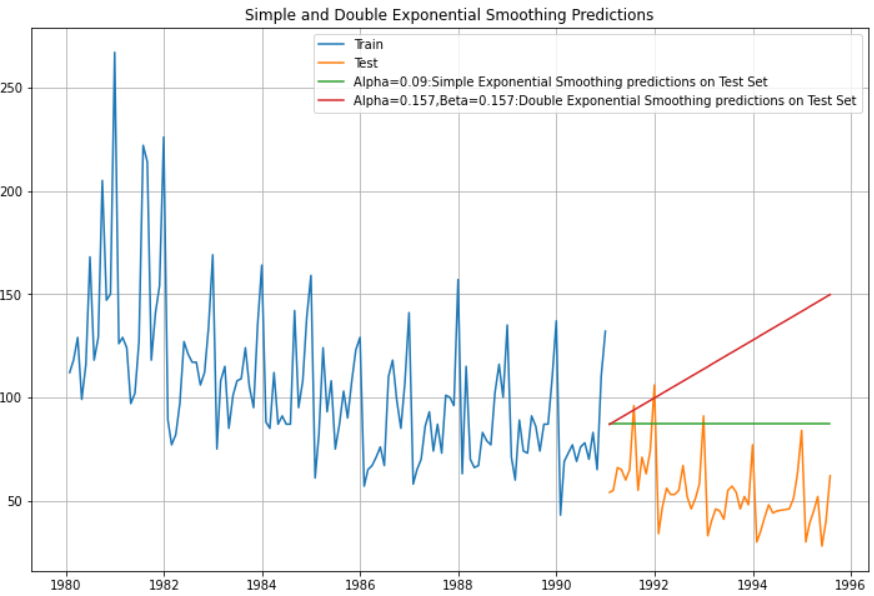 Simple and Double Exponential Smoothing Predictions
Train
Test
Alpha=0.09:Simple Exponential Smoothing predictions on Test Set
Alpha=0.157,Beta=0.157:Double Exponential Smoothing predictions on Test Set
250
200
150
100
50
1980 1982 1984 1986 1988 1990 1992 1994 1996